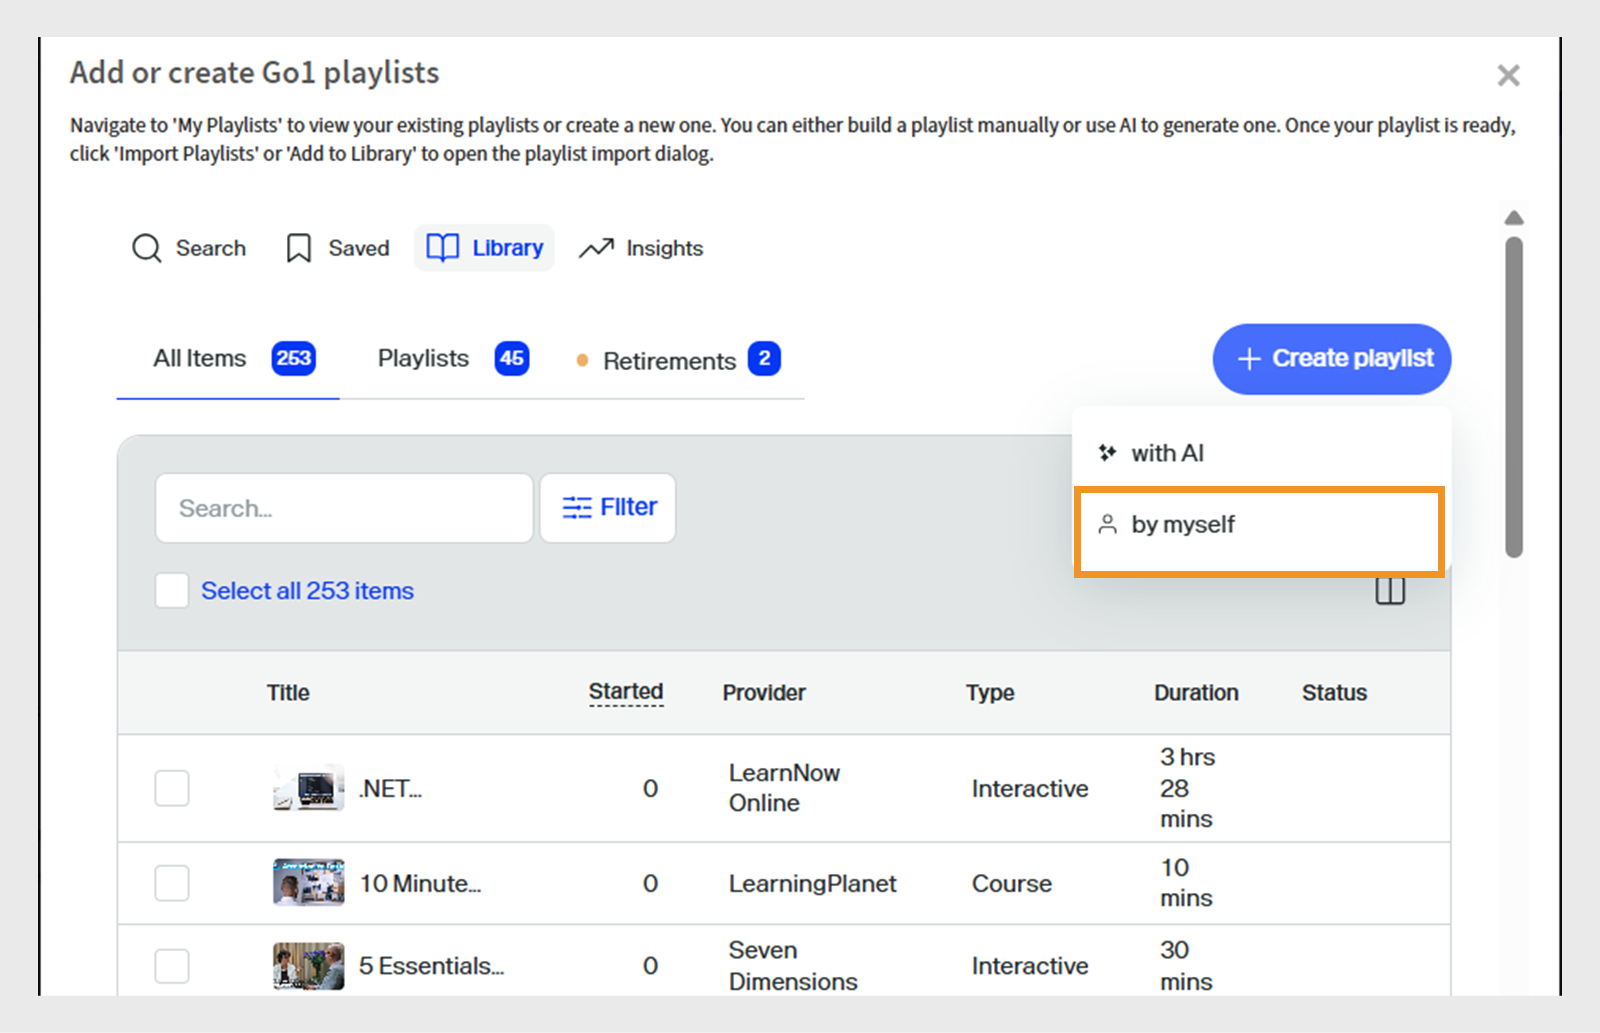 Add or create Go1 playlists
Navigate to 'My Playlists' to view your existing playlists or create a new one. You can either build a playlist manually or use AI to generate one. Once your playlist is ready,
click 'Import Playlists' or 'Add to Library' to open the playlist import dialog.
Search
Saved
Library
Insights
All Items 253
Playlists 45
Retirements 2
Create playlist
with AI
by myself
Search...
Filter
Select all 253 items
Title
Started
Provider
Type
Duration
Status
.NET...
0
LearnNow
Online
Interactive
3 hrs
28
mins
10 Minute...
0
LearningPlanet
Course
10
mins
5 Essentials...
0
Seven
Dimensions
Interactive
30
mins